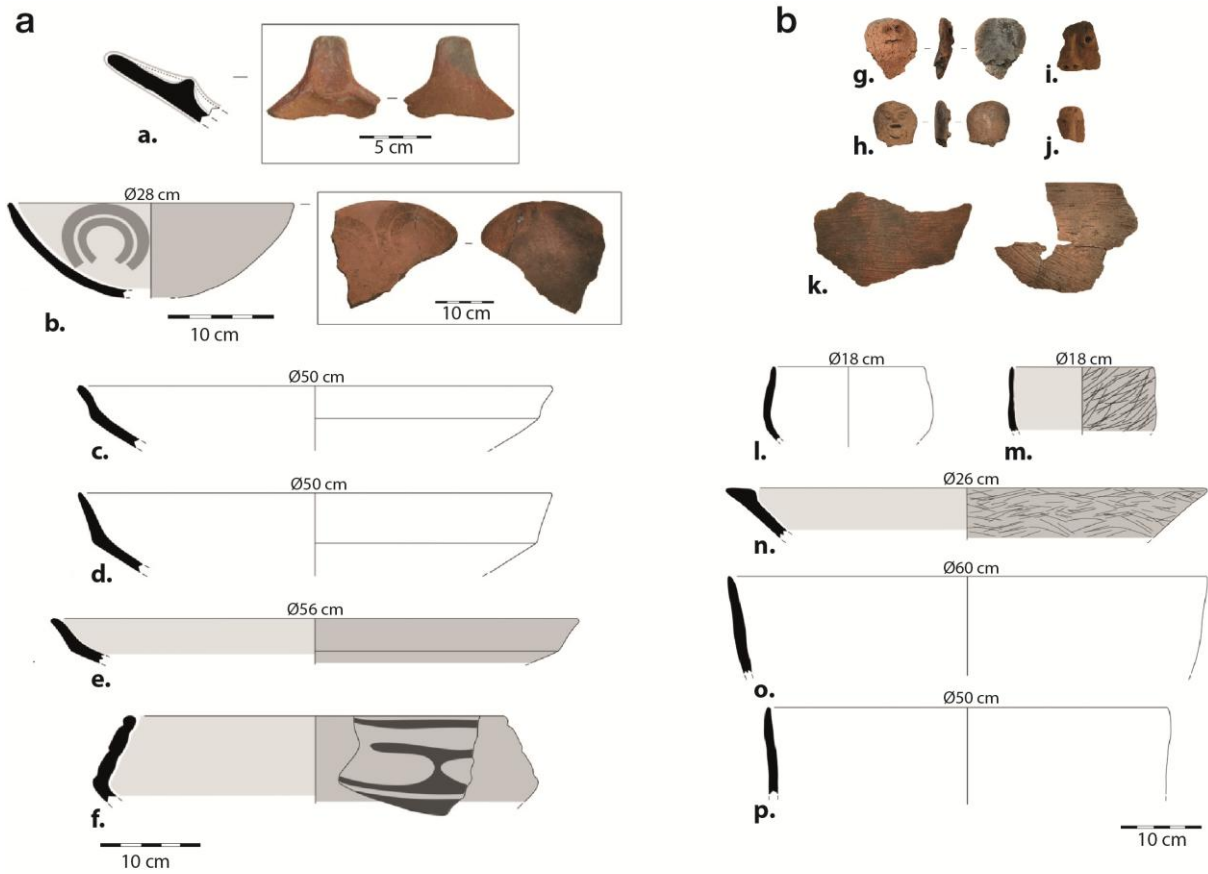 a
a.
5 cm
Ø28 cm
b.
10 cm
10 cm
Ø50 cm
c.
Ø50 cm
d.
Ø56 cm
e.
f.
10 cm
b
g.
i.
h.
j.
k.
Ø18 cm
Ø18 cm
l.
m.
Ø26 cm
n.
Ø60 cm
o.
Ø50 cm
p.
10 cm